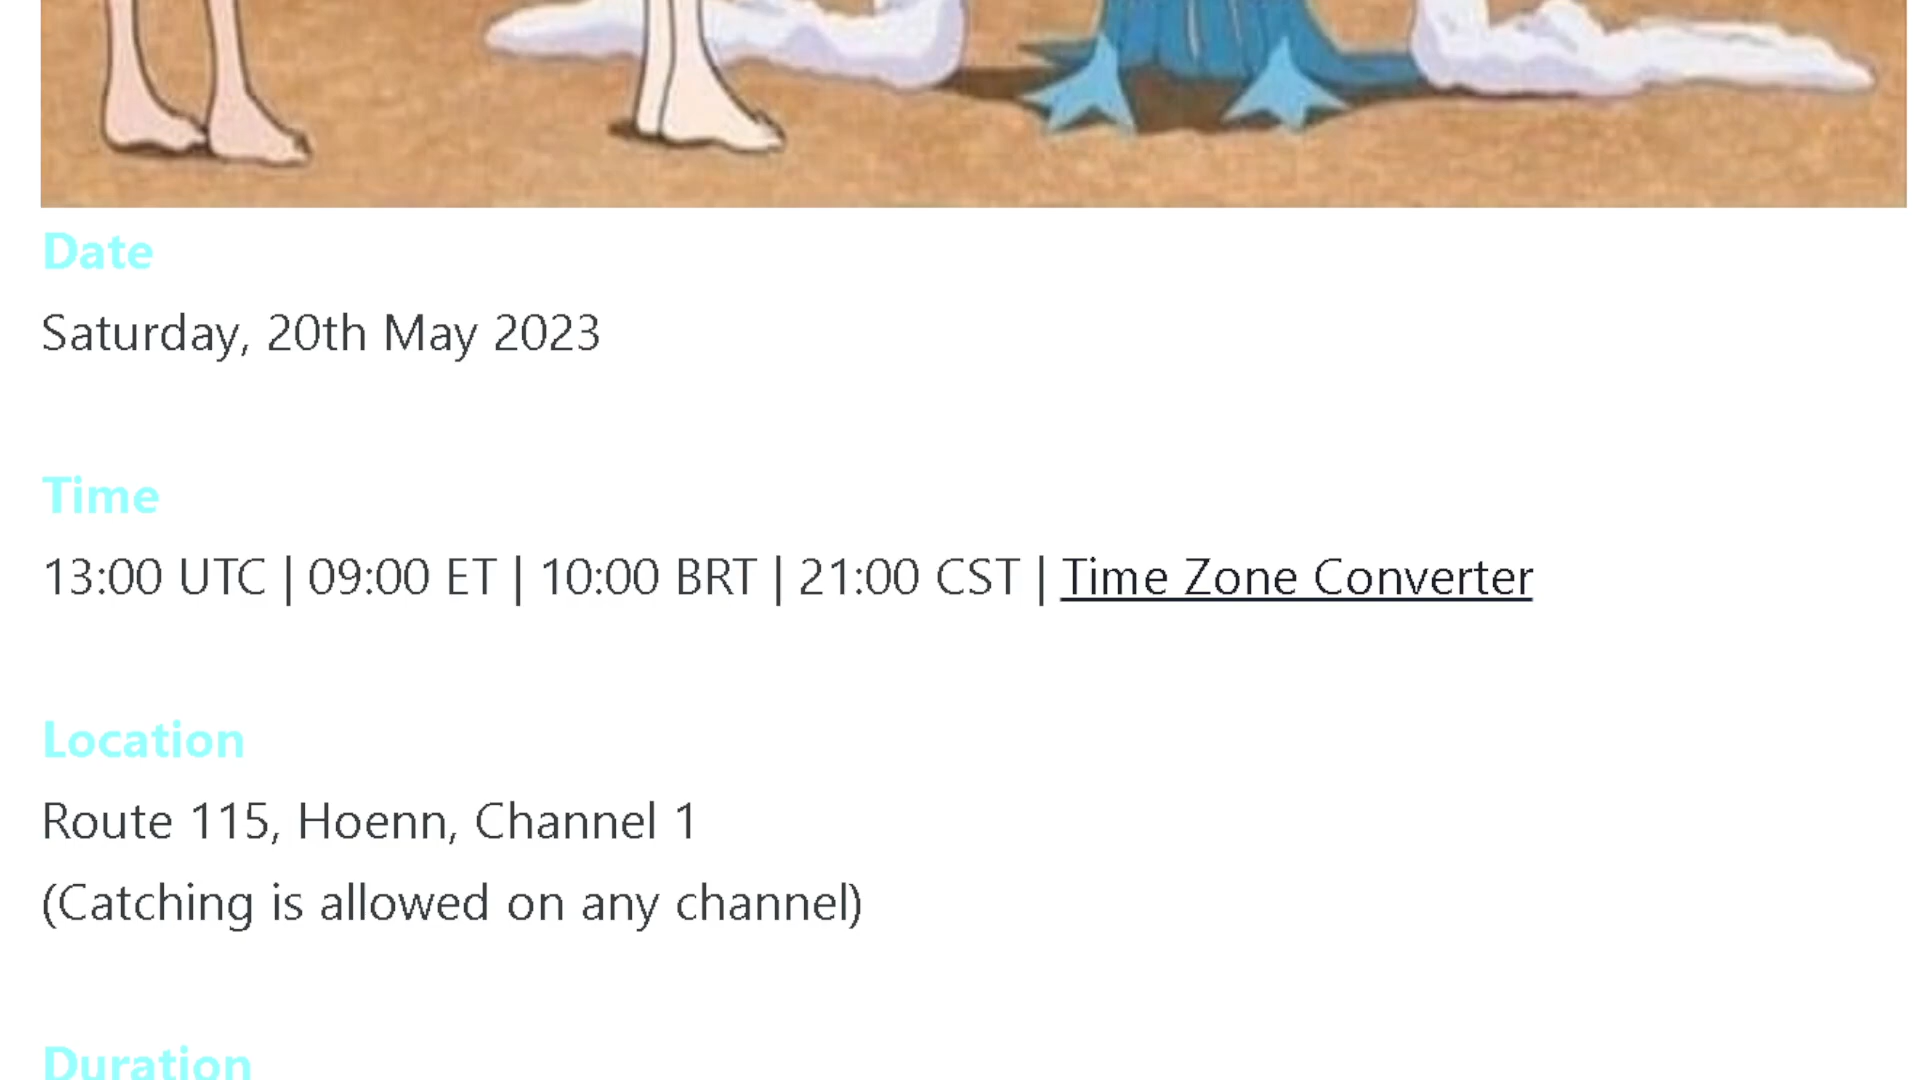 Date
Saturday, 20th May 2023
Time
13:00 UTC | 09:00 ET | 10:00 BRT | 21:00 CST | Time Zone Converter
Location
Route 115, Hoenn, Channel 1
(Catching is allowed on any channel)
Duration